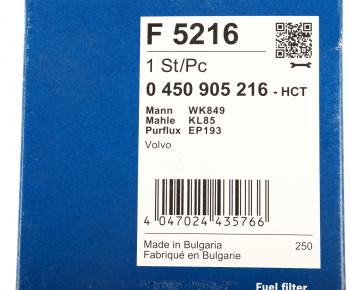 F 5216
1 St/Pc
0 450 905 216 - HCT
Mann WK849
Mahle KL85
Purflux EP193
Volvo
4 047024 435766
Made in Bulgaria 250
Fabriqué en Bulgarie
Fuel filter